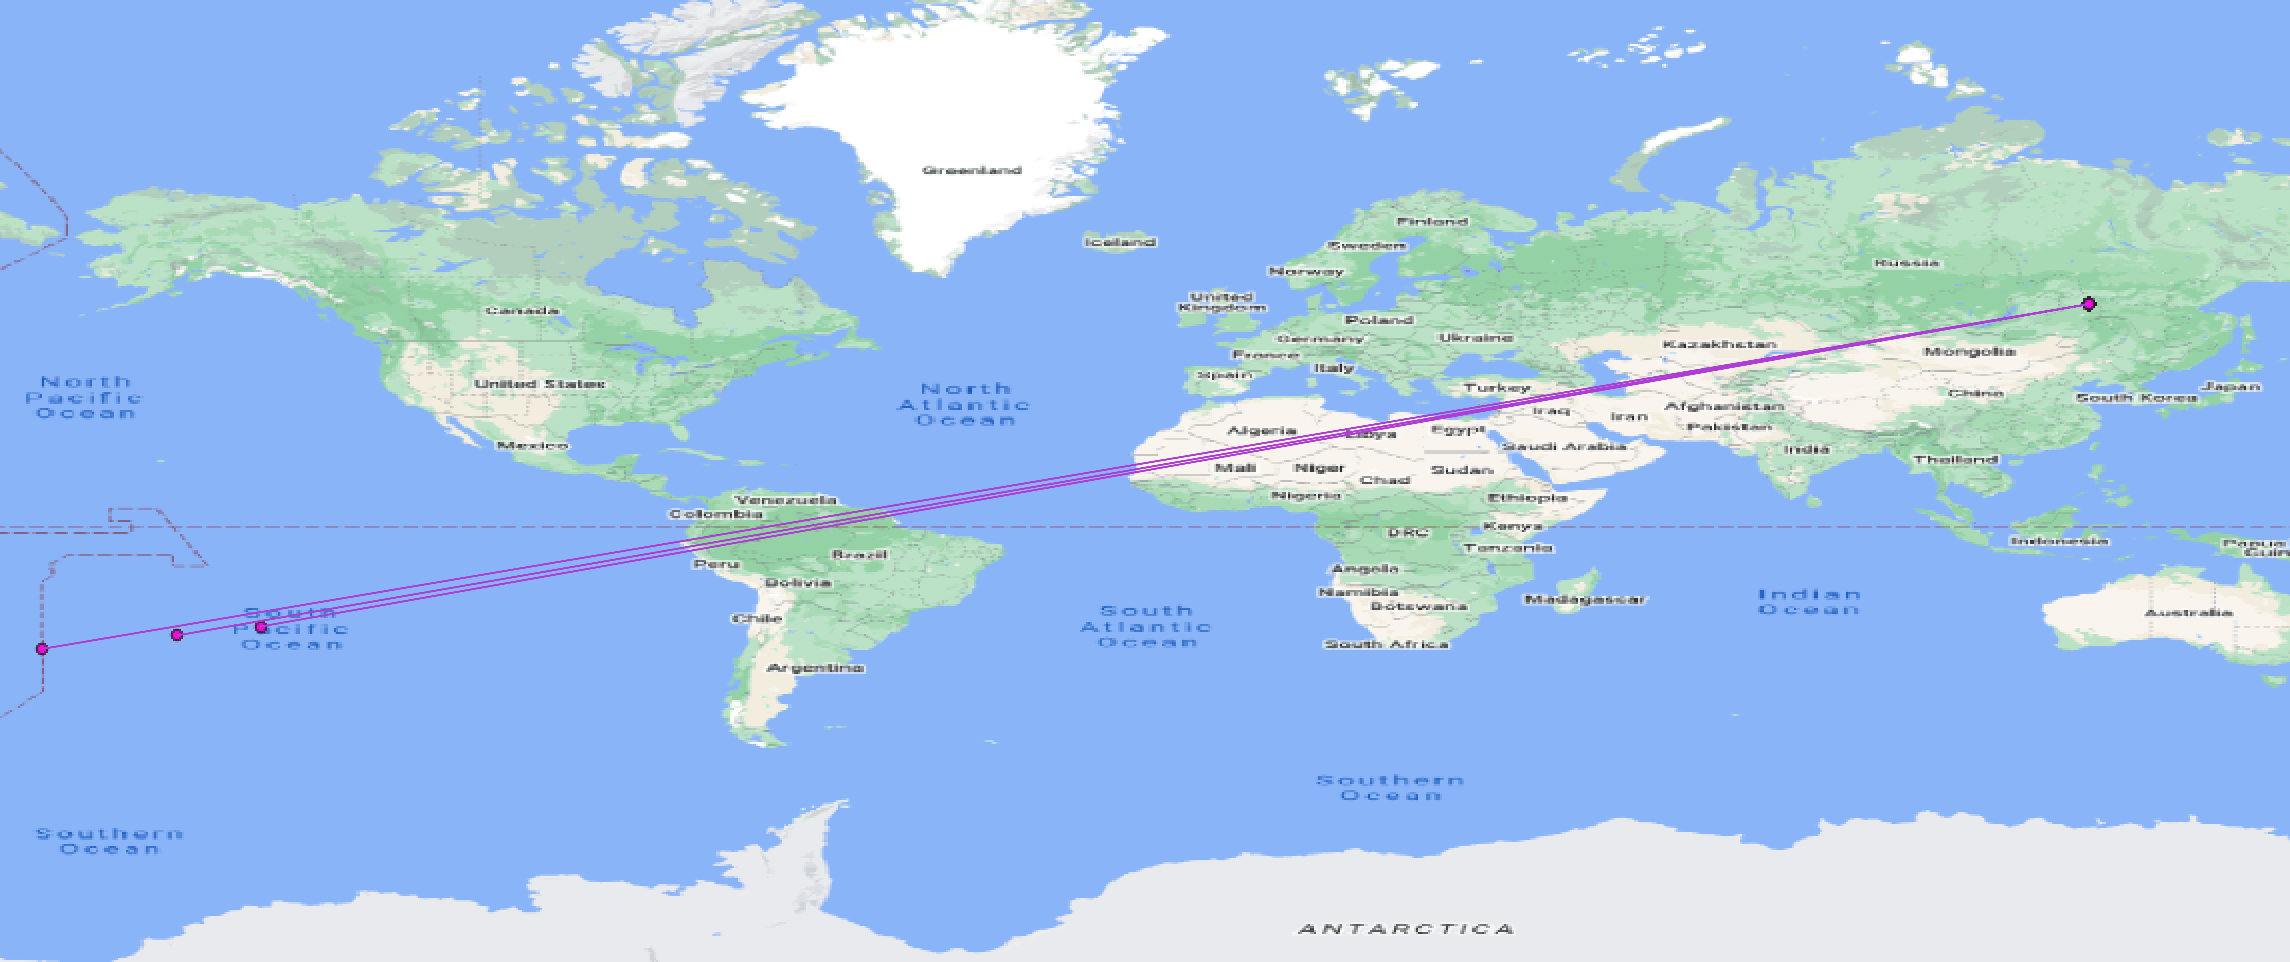 Greenland
Finland
Iceland
Sweden
Russia
Norway
United
Kingdom
Canada
Poland
Germany
Ukraine
Kazakhstan
Mongolia
France
Spain
Italy
United States
Turkey
Japan
North
Pacific
Ocean
North
Atlantic
Ocean
China
South Korea
Iraq
Iran
Afghanistan
Pakistan
Algeria
Libya
Egypt
Saudi Arabia
India
Mexico
Thailand
Mali
Niger
Chad
Sudan
Venezuela
Nigeria
Ethiopia
Colombia
DRC
Kenya
Tanzania
Indonesia
Papua
Brazil
Peru
Bolivia
Angola
Namibia
Botswana
Madagascar
Indian
Ocean
Australia
South
Pacific
Ocean
Chile
South
Atlantic
Ocean
South Africa
Argentina
Southern
Ocean
Southern
Ocean
ANTARCTICA